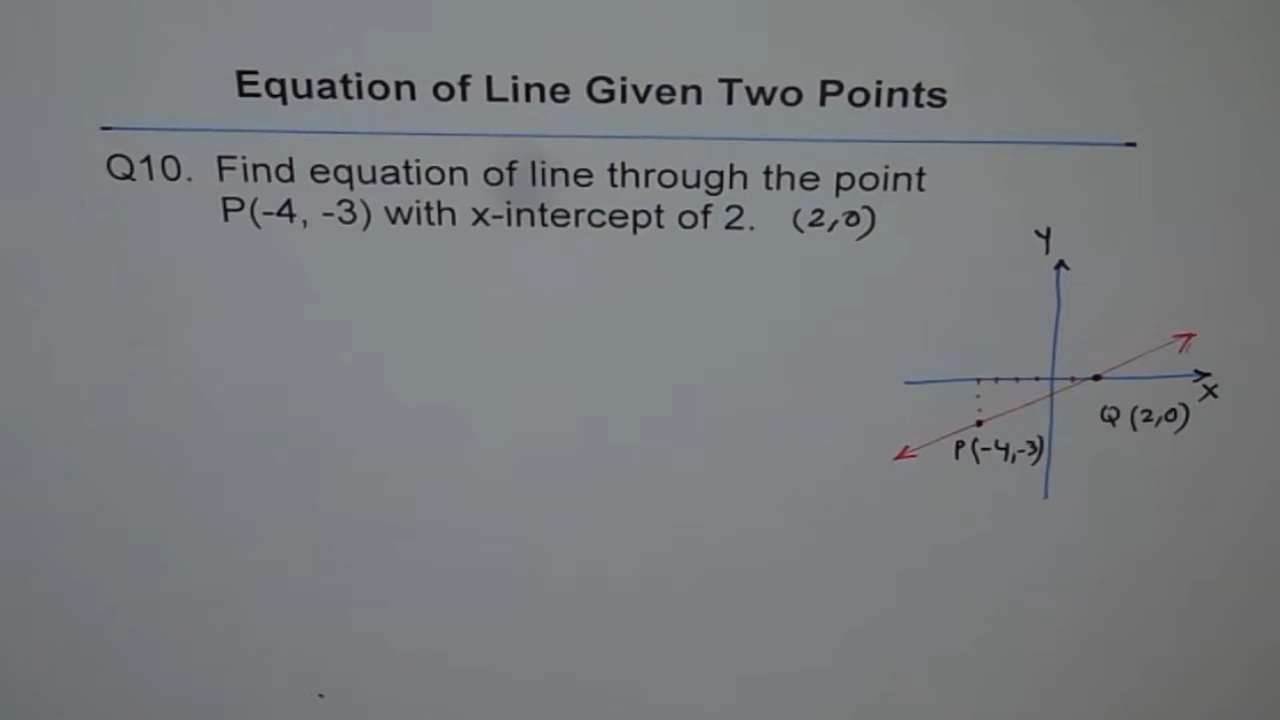 Equation of Line Given Two Points
Q10. Find equation of line through the point
P(-4, -3) with x-intercept of 2. (2,0)
Y
X
Q (2,0)
P(-4,-3)